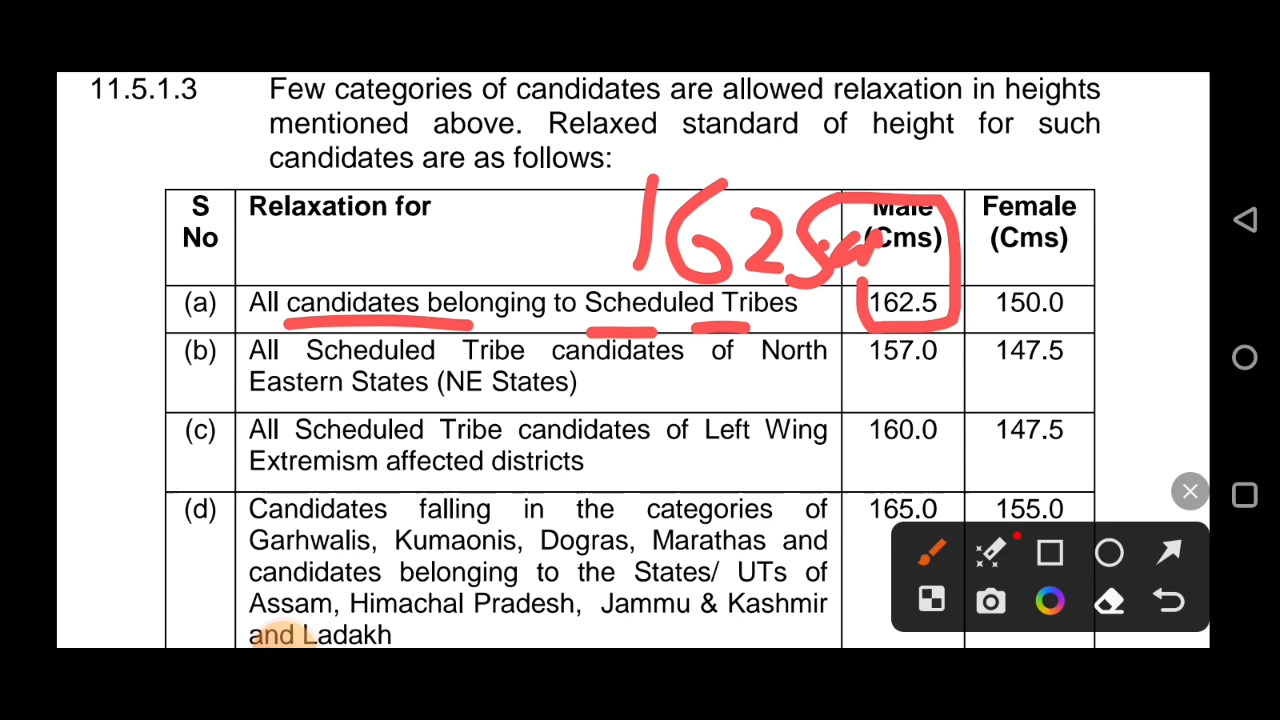 11.5.1.3 Few categories of candidates are allowed relaxation in heights
mentioned above. Relaxed standard of height for such
candidates are as follows:
S No Relaxation for Male (Cms) Female (Cms)
1625
(a) All candidates belonging to Scheduled Tribes 162.5 150.0
(b) All Scheduled Tribe candidates of North 157.0 147.5
Eastern States (NE States)
(c) All Scheduled Tribe candidates of Left Wing 160.0 147.5
Extremism affected districts
(d) Candidates falling in the categories of 165.0 155.0
Garhwalis, Kumaonis, Dogras, Marathas and
candidates belonging to the States/ UTs of
Assam, Himachal Pradesh, Jammu & Kashmir
and Ladakh